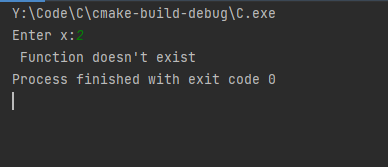 Y:\Code\C\cmake-build-debug\C.exe
Enter x:2
Function doesn't exist
Process finished with exit code 0